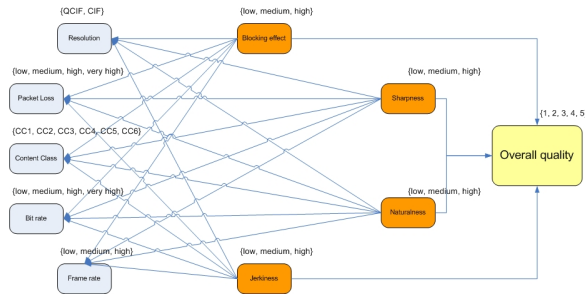 {QCIF, CIF}
Resolution
{low, medium, high, very high}
Packet Loss
{CC1, CC2, CC3, CC4, CC5, CC6}
Content Class
{low, medium, high, very high}
Bit rate
{low, medium, high}
Frame rate
{low, medium, high}
Blocking effect
{low, medium, high}
Sharpness
{low, medium, high}
Naturalness
{low, medium, high}
Jerkiness
{1, 2, 3, 4, 5
Overall quality